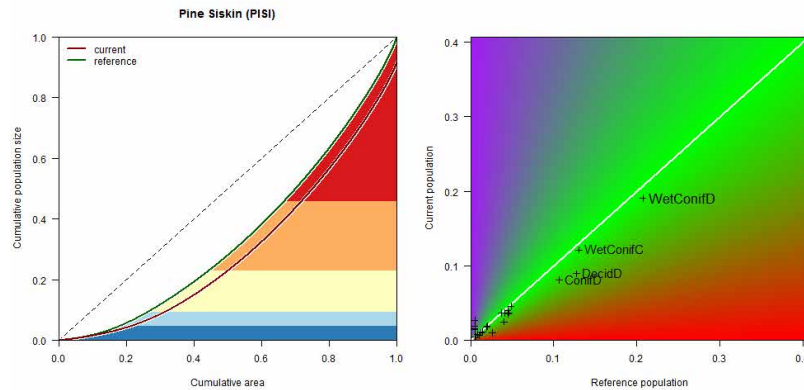 Pine Siskin (PISI)
current
reference
Cumulative population size
1.0
0.8
0.6
0.4
0.2
0.0
0.0 0.2 0.4 0.6 0.8 1.0
Cumulative area
Current population
0.4
0.3
0.2
0.1
0.0
WetConifD
WetConifC
DecidD
ConifD
0.0 0.1 0.2 0.3 0.4
Reference population